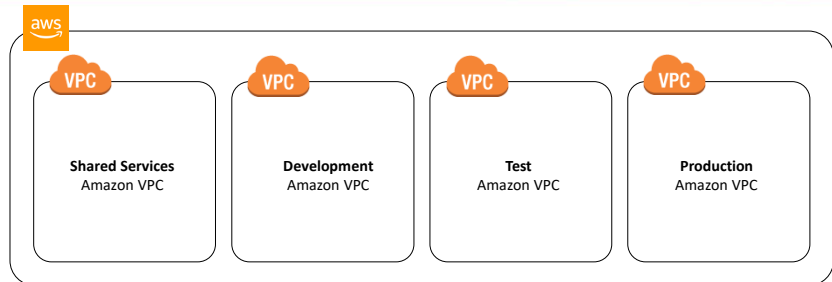 aws
VPC
VPC
VPC
VPC
Shared Services
Amazon VPC
Development
Amazon VPC
Test
Amazon VPC
Production
Amazon VPC